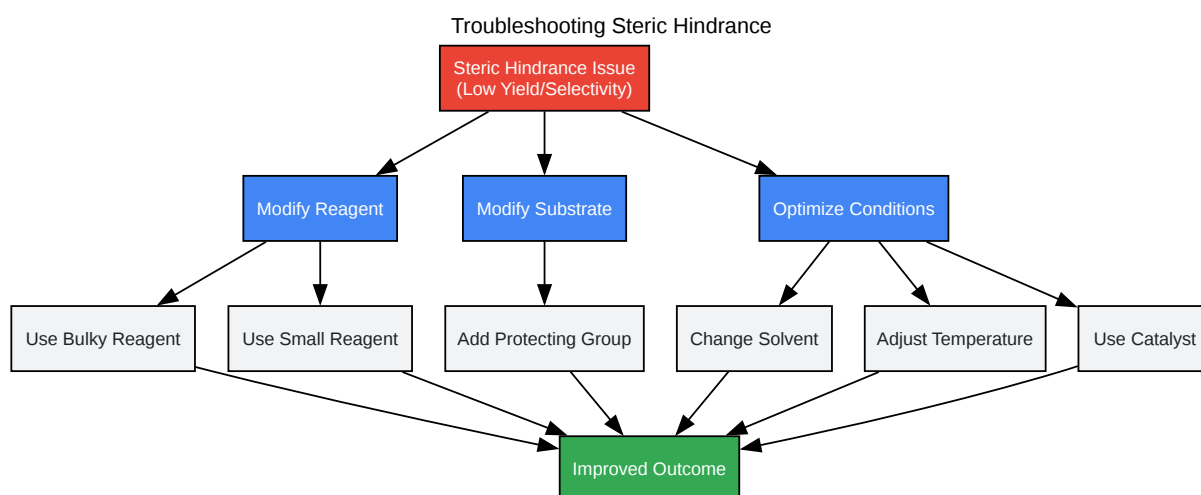 Troubleshooting Steric Hindrance
Steric Hindrance Issue
(Low Yield/Selectivity)
Modify Reagent
Modify Substrate
Optimize Conditions
Use Bulky Reagent
Use Small Reagent
Add Protecting Group
Change Solvent
Adjust Temperature
Use Catalyst
Improved Outcome